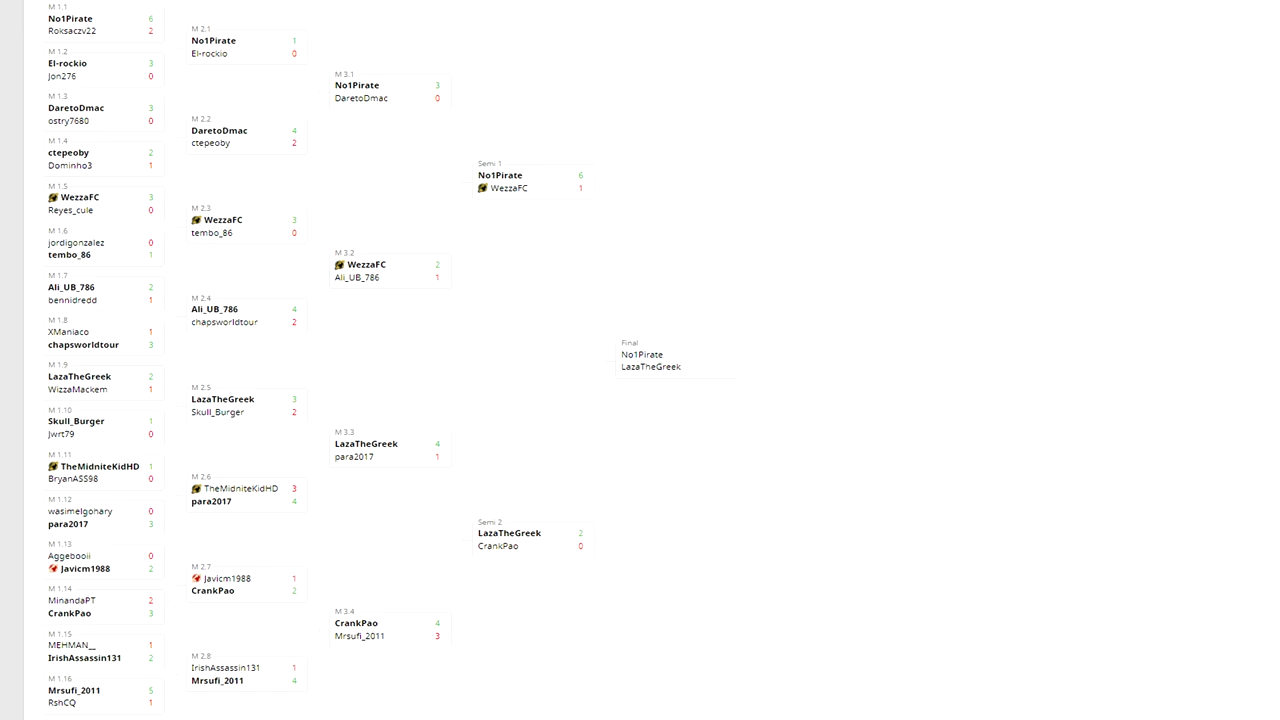 M 1.1
No1Pirate 6
Roksaczv22 2
M 1.2
El-rockio 3
Jon276 0
M 1.3
DaretoDmac 3
ostry7680 0
M 1.4
ctepeoby 2
Dominho3 1
M 1.5
WezzaFC 3
Reyes_cule 0
M 1.6
jordigonzalez 0
tembo_86 1
M 1.7
Ali_UB_786 2
bennidredd 1
M 1.8
XManiaco 1
chapsworldtour 3
M 1.9
LazaTheGreek 2
WizzaMackem 1
M 1.10
Skull_Burger 1
Jwrt79 0
M 1.11
TheMidniteKidHD 1
BryanASS98 0
M 1.12
wasimelgohary 0
para2017 3
M 1.13
Aggebooii 0
Javicm1988 2
M 1.14
MinandaPT 2
CrankPao 3
M 1.15
MEHMAN__ 1
IrishAssassin131 2
M 1.16
Mrsufi_2011 5
RshCQ 1
M 2.1
No1Pirate 1
El-rockio 0
M 2.2
DaretoDmac 4
ctepeoby 2
M 2.3
WezzaFC 3
tembo_86 0
M 2.4
Ali_UB_786 4
chapsworldtour 2
M 2.5
LazaTheGreek 3
Skull_Burger 2
M 2.6
TheMidniteKidHD 3
para2017 4
M 2.7
Javicm1988 1
CrankPao 2
M 2.8
IrishAssassin131 1
Mrsufi_2011 4
M 3.1
No1Pirate 3
DaretoDmac 0
M 3.2
WezzaFC 2
Ali_UB_786 1
M 3.3
LazaTheGreek 4
para2017 1
M 3.4
CrankPao 4
Mrsufi_2011 3
Semi 1
No1Pirate 6
WezzaFC 1
Semi 2
LazaTheGreek 2
CrankPao 0
Final
No1Pirate
LazaTheGreek